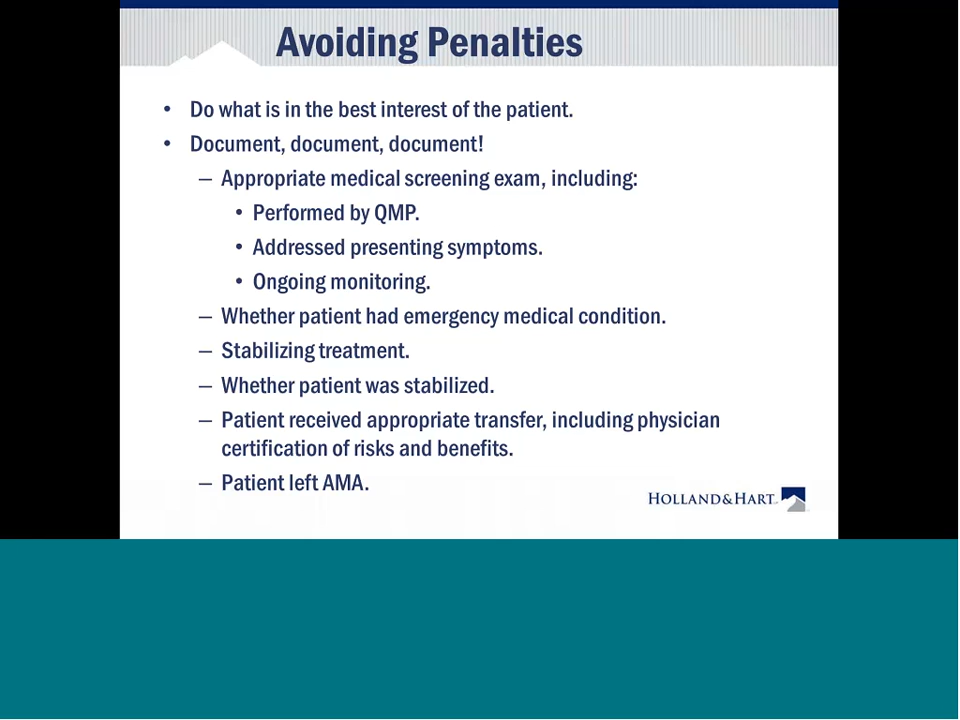 Avoiding Penalties
• Do what is in the best interest of the patient.
• Document, document, document!
– Appropriate medical screening exam, including:
• Performed by QMP.
• Addressed presenting symptoms.
• Ongoing monitoring.
– Whether patient had emergency medical condition.
– Stabilizing treatment.
– Whether patient was stabilized.
– Patient received appropriate transfer, including physician
certification of risks and benefits.
– Patient left AMA.
HOLLAND&HART